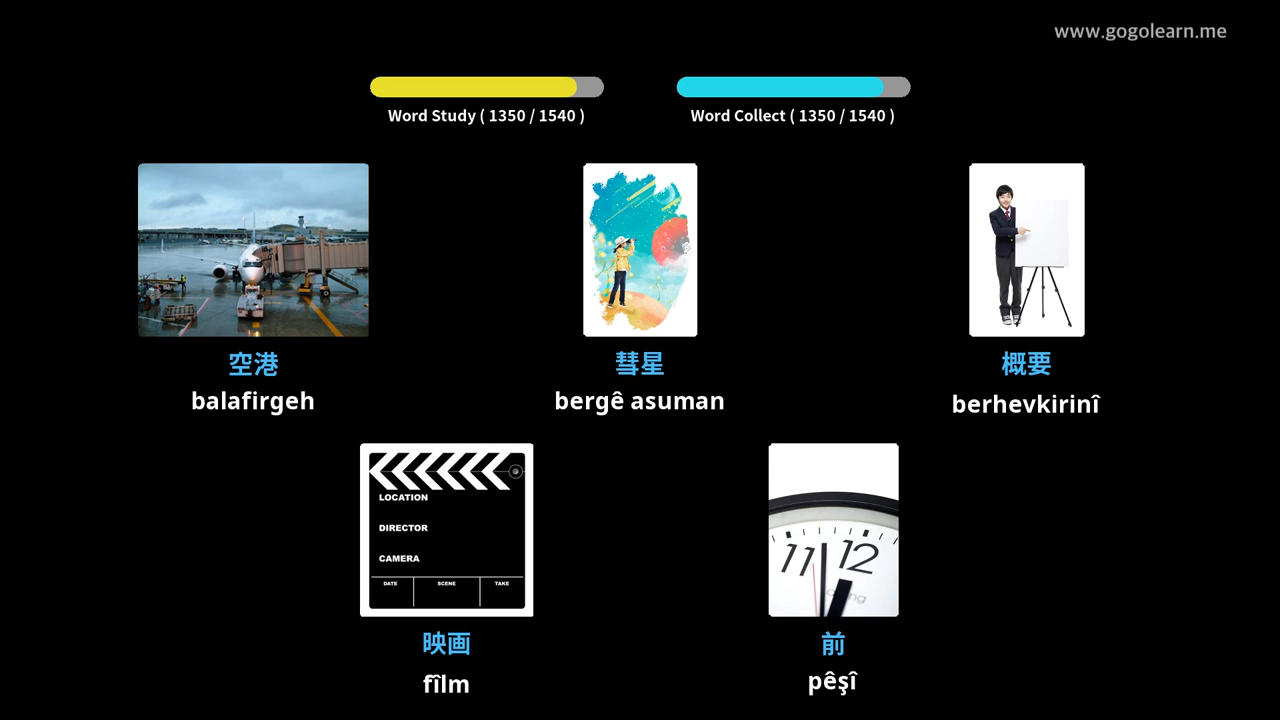 www.gogolearn.me
Word Study ( 1350 / 1540 )
Word Collect ( 1350 / 1540 )
空港
balafirgeh
彗星
bergê asuman
概要
berhevkirinî
LOCATION
DIRECTOR
CAMERA
DATE
SCENE
TAKE
映画
fîlm
11 12
前
pêşî